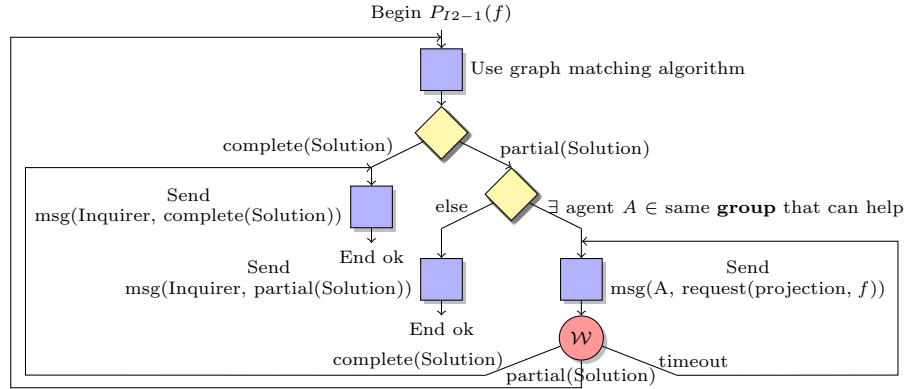 Begin P_{I2−1}(f)
Use graph matching algorithm
complete(Solution)
partial(Solution)
Send
msg(Inquirer, complete(Solution))
else
∃ agent A ∈ same group that can help
End ok
Send
msg(Inquirer, partial(Solution))
Send
msg(A, request(projection, f))
End ok
W
complete(Solution)
timeout
partial(Solution)